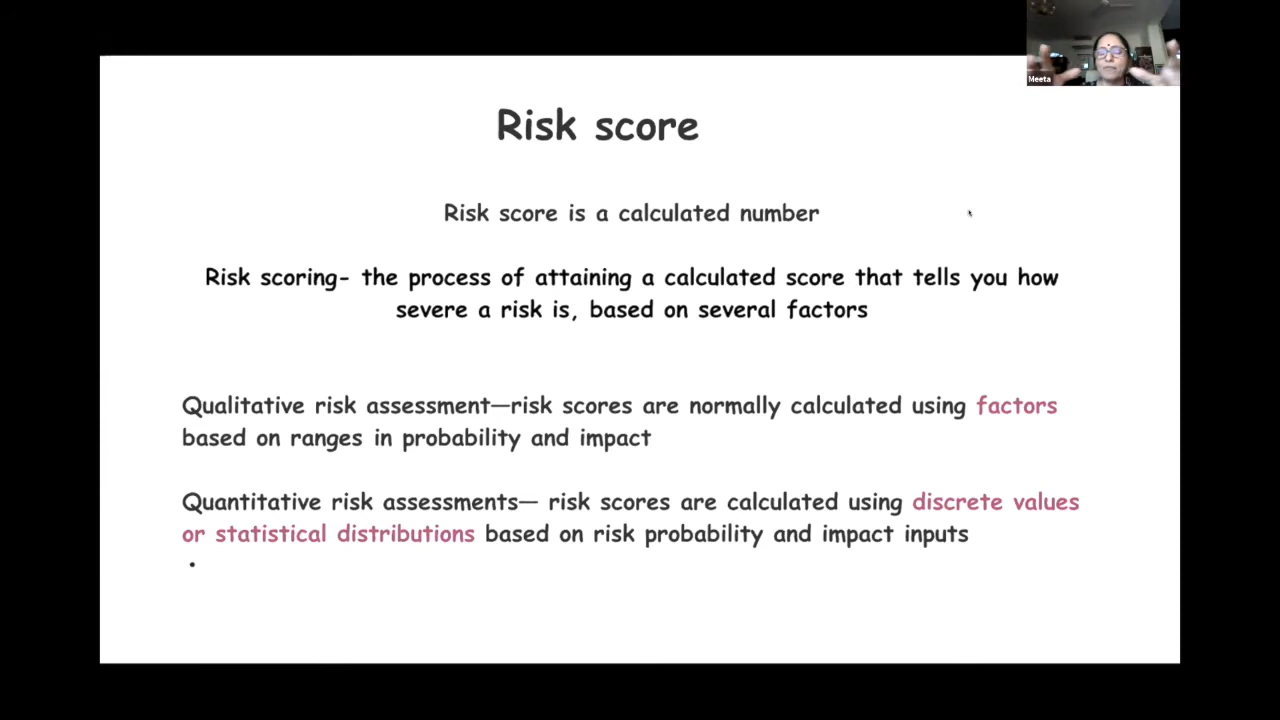 Meeta
Risk score
Risk score is a calculated number
Risk scoring- the process of attaining a calculated score that tells you how
severe a risk is, based on several factors
Qualitative risk assessment—risk scores are normally calculated using factors
based on ranges in probability and impact
Quantitative risk assessments— risk scores are calculated using discrete values
or statistical distributions based on risk probability and impact inputs
•